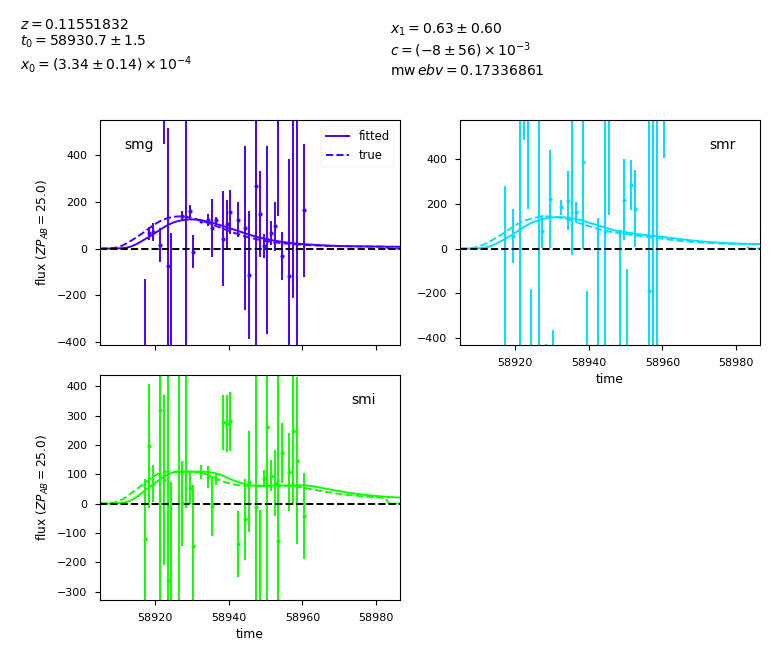 z = 0.11551832
t₀ = 58930.7 ± 1.5
x₀ = (3.34 ± 0.14) × 10⁻⁴
x₁ = 0.63 ± 0.60
c = (−8 ± 56) × 10⁻³
mw ebv = 0.17336861
smg
fitted
true
400
200
0
−200
−400
flux (ZP_AB = 25.0)
smr
400
200
0
−200
−400
58920 58940 58960 58980
time
smi
400
300
200
100
0
−100
−200
−300
flux (ZP_AB = 25.0)
58920 58940 58960 58980
time